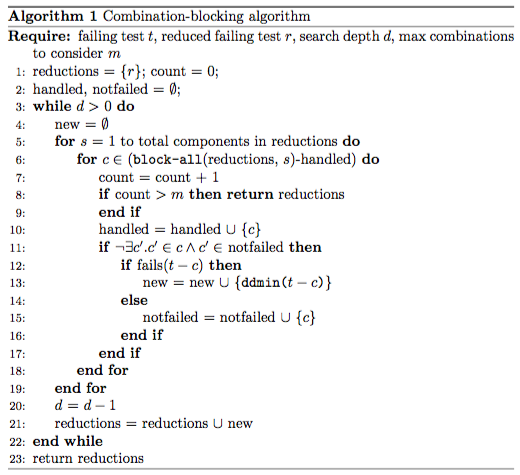 Algorithm 1 Combination-blocking algorithm
Require: failing test t, reduced failing test r, search depth d, max combinations
to consider m
1: reductions = {r}; count = 0;
2: handled, notfailed = ∅;
3: while d > 0 do
4: new = ∅
5: for s = 1 to total components in reductions do
6: for c ∈ (block-all(reductions, s)-handled) do
7: count = count + 1
8: if count > m then return reductions
9: end if
10: handled = handled ∪ {c}
11: if ¬∃c′.c′ ∈ c ∧ c′ ∈ notfailed then
12: if fails(t − c) then
13: new = new ∪ {ddmin(t − c)}
14: else
15: notfailed = notfailed ∪ {c}
16: end if
17: end if
18: end for
19: end for
20: d = d − 1
21: reductions = reductions ∪ new
22: end while
23: return reductions